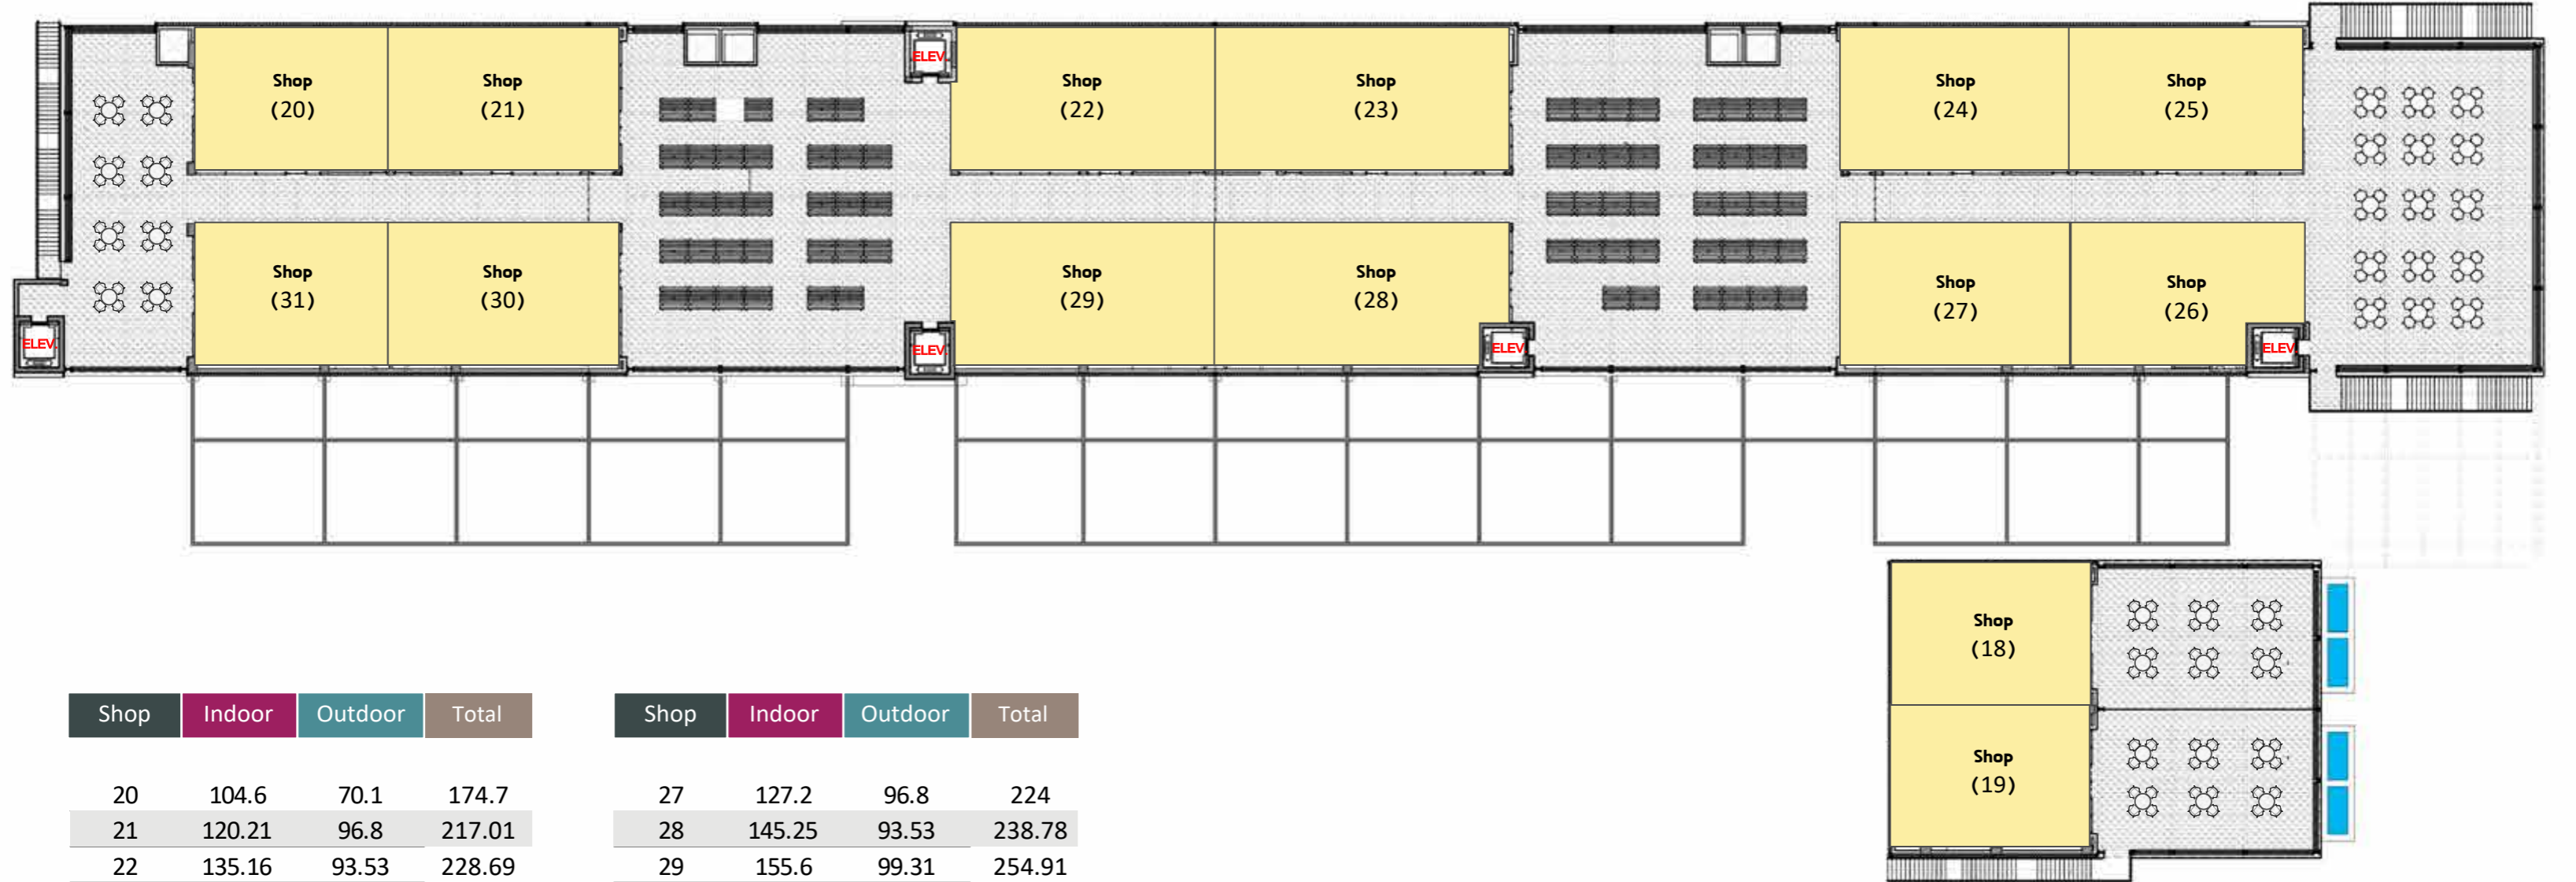 ELEV.
Shop
(20)
Shop
(21)
Shop
(22)
Shop
(23)
Shop
(24)
Shop
(25)
Shop
(31)
Shop
(30)
Shop
(29)
Shop
(28)
Shop
(27)
Shop
(26)
ELEV.
ELEV.
ELEV.
ELEV.
Shop
(18)
Shop
(19)
Shop Indoor Outdoor Total
20 104.6 70.1 174.7
21 120.21 96.8 217.01
22 135.16 93.53 228.69
Shop Indoor Outdoor Total
27 127.2 96.8 224
28 145.25 93.53 238.78
29 155.6 99.31 254.91